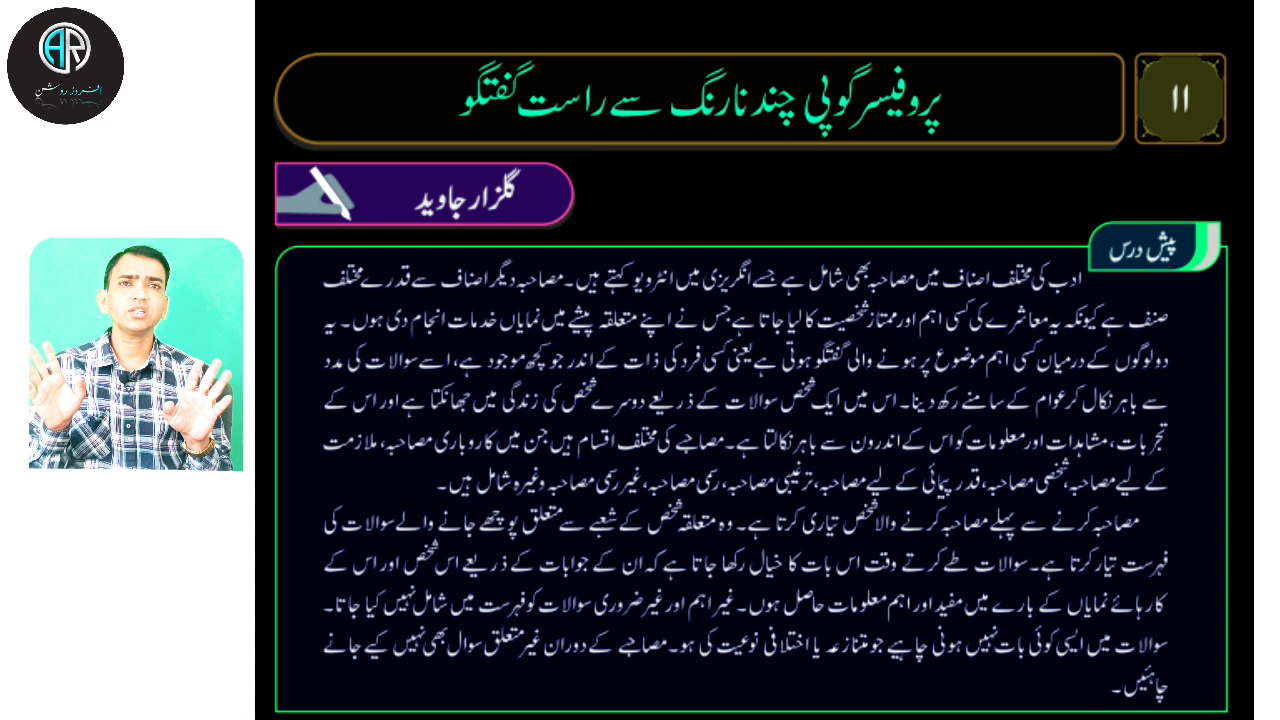 AR
افروز روشن
۱۱
پروفیسر گوپی چند نارنگ سے راست گفتگو
گلزار جاوید
پیش درس
ادب کی مختلف اصناف میں مصاحبہ بھی شامل ہے جسے انگریزی میں انٹرویو کہتے ہیں۔ مصاحبہ دیگر اصناف سے قدرے مختلف
صنف ہے کیونکہ یہ معاشرے کی کسی اہم اور ممتاز شخصیت کا لیا جاتا ہے جس نے اپنے متعلقہ پیشے میں نمایاں خدمات انجام دی ہوں۔ یہ
دو لوگوں کے درمیان کسی اہم موضوع پر ہونے والی گفتگو ہوتی ہے یعنی کسی فرد کی ذات کے اندر جو کچھ موجود ہے، اسے سوالات کی مدد
سے باہر نکال کر عوام کے سامنے رکھ دینا۔ اس میں ایک شخص سوالات کے ذریعے دوسرے شخص کی زندگی میں جھانکتا ہے اور اس کے
تجربات، مشاہدات اور معلومات کو اس کے اندرون سے باہر نکالتا ہے۔ مصاحبے کی مختلف اقسام ہیں جن میں کاروباری مصاحبہ، ملازمت
کے لیے مصاحبہ، شخصی مصاحبہ، قدر پیمائی کے لیے مصاحبہ، ترغیبی مصاحبہ، رسمی مصاحبہ، غیر رسمی مصاحبہ وغیرہ شامل ہیں۔
مصاحبہ کرنے سے پہلے مصاحبہ کرنے والا شخص تیاری کرتا ہے۔ وہ متعلقہ شخص کے شعبے سے متعلق پوچھے جانے والے سوالات کی
فہرست تیار کرتا ہے۔ سوالات طے کرتے وقت اس بات کا خیال رکھا جاتا ہے کہ ان کے جوابات کے ذریعے اس شخص اور اس کے
کارہائے نمایاں کے بارے میں مفید اور اہم معلومات حاصل ہوں۔ غیر اہم اور غیر ضروری سوالات کو فہرست میں شامل نہیں کیا جاتا۔
سوالات میں ایسی کوئی بات نہیں ہونی چاہیے جو متنازعہ یا اختلافی نوعیت کی ہو۔ مصاحبے کے دوران غیر متعلق سوال بھی نہیں کیے جانے
چاہئیں۔